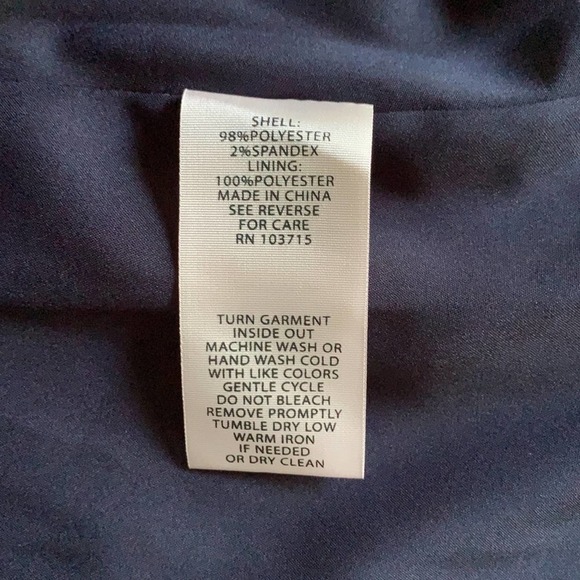 SHELL:
98%POLYESTER
2%SPANDEX
LINING:
100%POLYESTER
MADE IN CHINA
SEE REVERSE
FOR CARE
RN 103715
TURN GARMENT
INSIDE OUT
MACHINE WASH OR
HAND WASH COLD
WITH LIKE COLORS
GENTLE CYCLE
DO NOT BLEACH
REMOVE PROMPTLY
TUMBLE DRY LOW
WARM IRON
IF NEEDED
OR DRY CLEAN